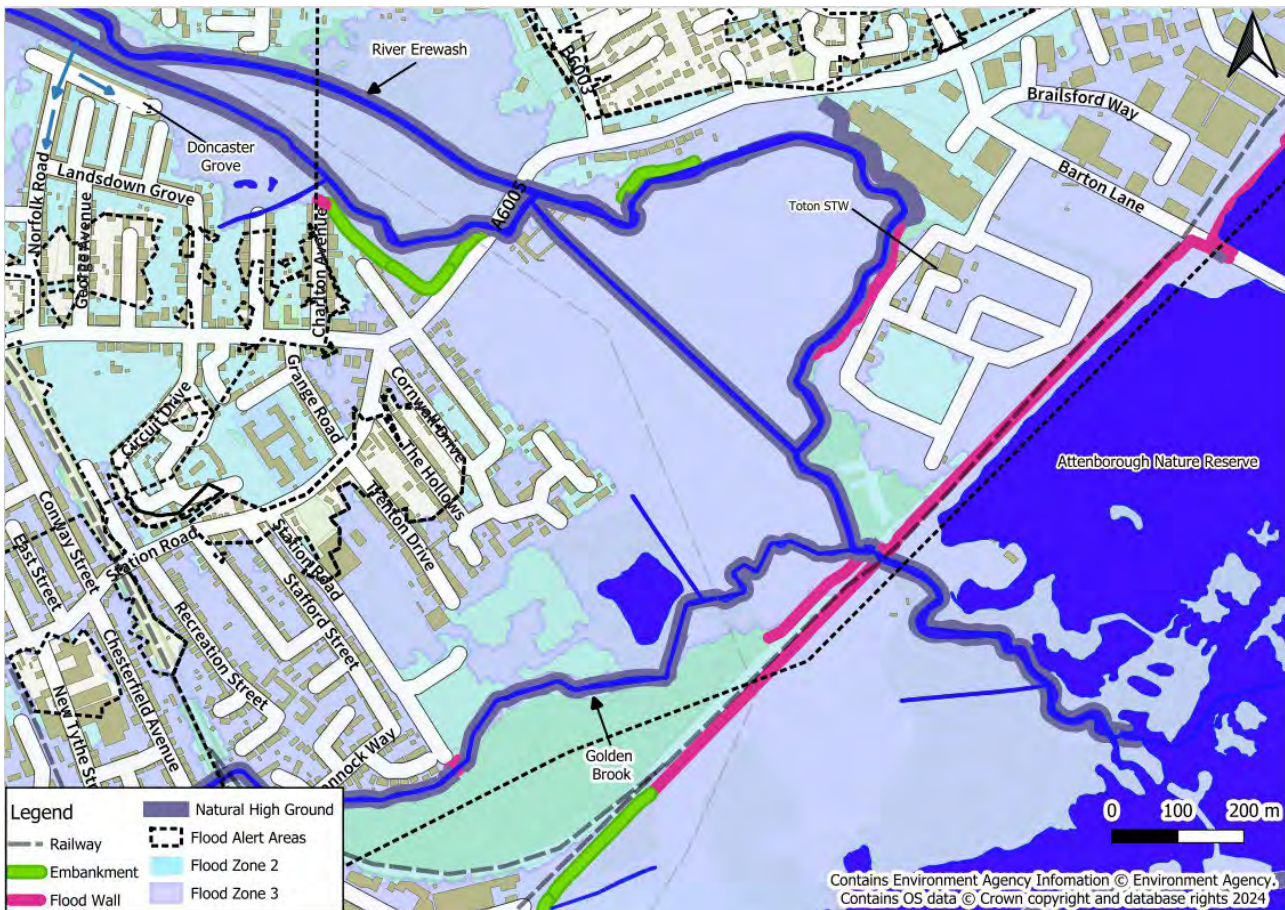 River Erewash
B6003
Brailsford Way
Doncaster
Grove
Barton Lane
Landsdown Grove
A6005
Toton STW
Norfolk Road
George Avenue
Charlton Avenue
Grange Road
Cornwall Drive
Circuit Drive
The Hollows
Trenton Drive
Attenborough Nature Reserve
Conway Street
East Street
Station Road
Station Road
Stafford Street
Recreation Street
Chesterfield Avenue
New Tythe
Golden
Brook
Legend
Railway
Embankment
Flood Wall
Natural High Ground
Flood Alert Areas
Flood Zone 2
Flood Zone 3
0 100 200 m
Contains Environment Agency Infomation © Environment Agency.
Contains OS data © Crown copyright and database rights 2024